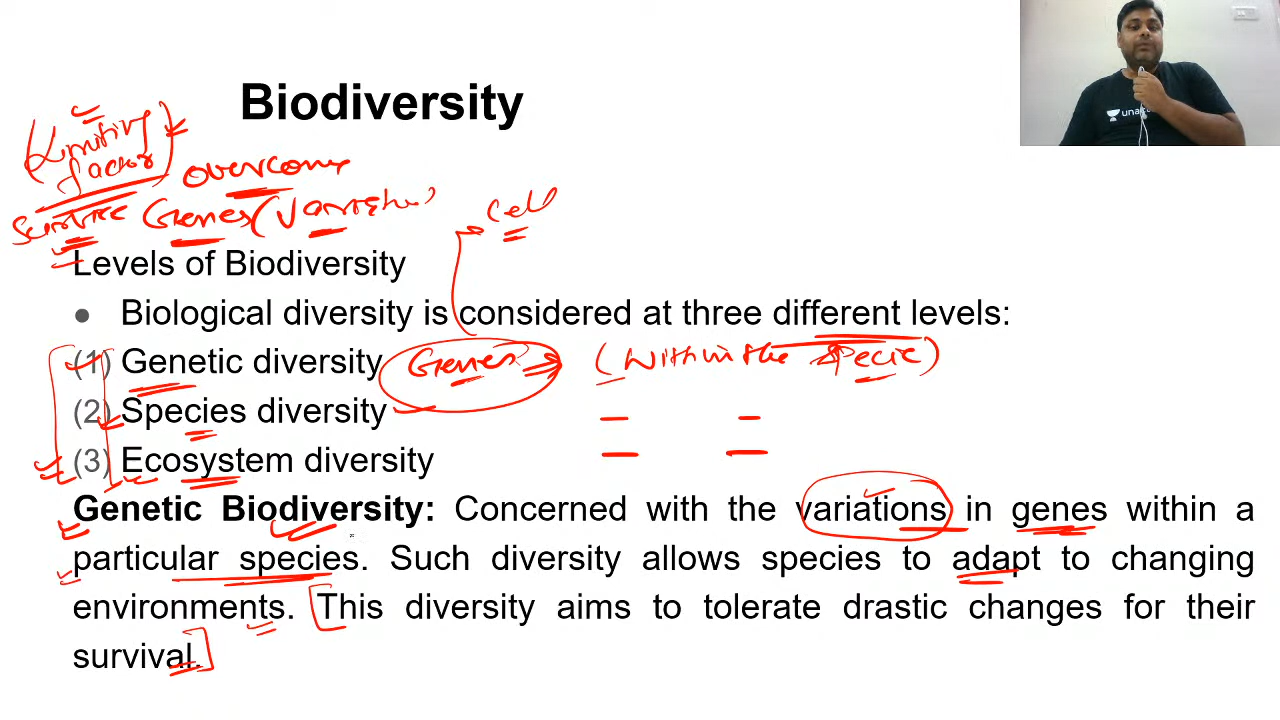 Biodiversity
(Limiting
factor)
overcome
Genes (Variation)
cell
Levels of Biodiversity
● Biological diversity is considered at three different levels:
(1) Genetic diversity Genes (Within the Specie)
(2) Species diversity
(3) Ecosystem diversity
Genetic Biodiversity: Concerned with the variations in genes within a
particular species. Such diversity allows species to adapt to changing
environments. [This diversity aims to tolerate drastic changes for their
survival.]